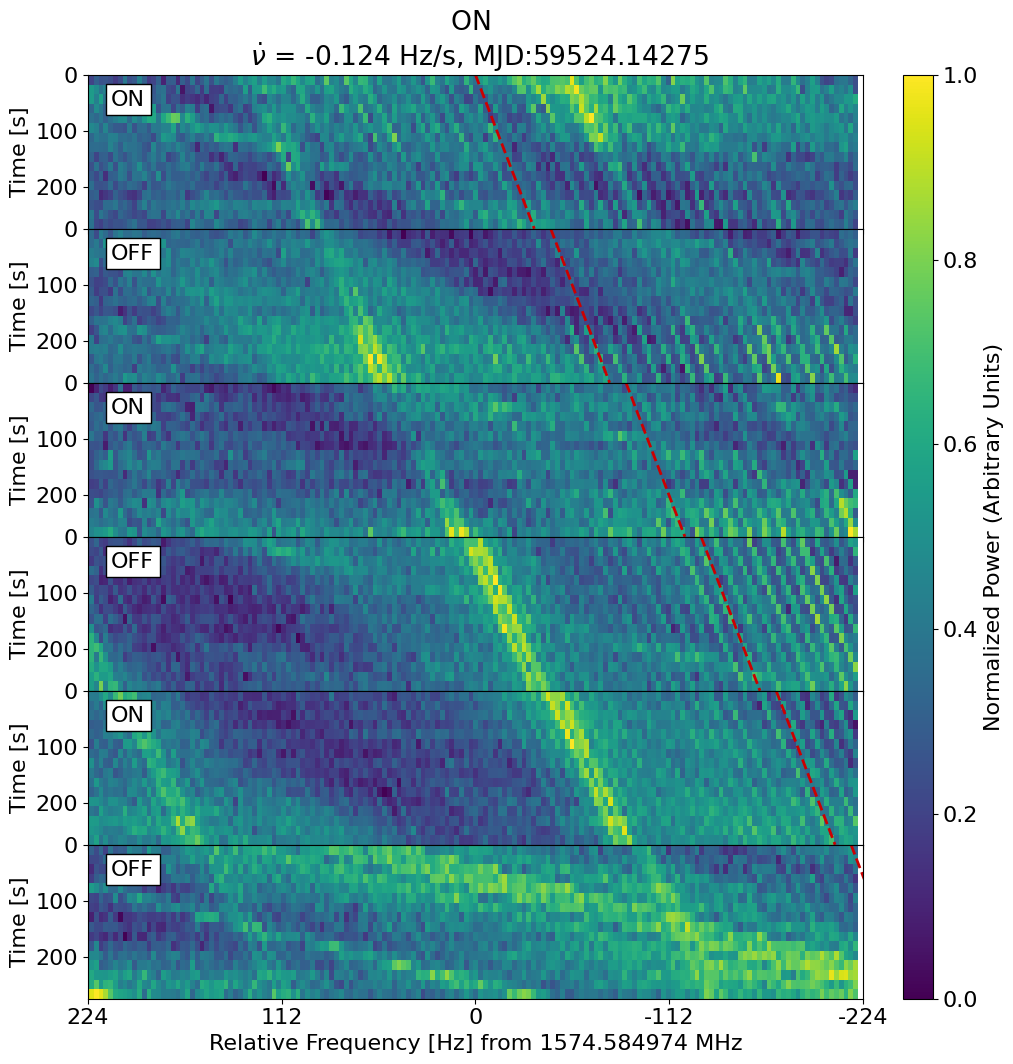 ON
ν̇ = -0.124 Hz/s, MJD:59524.14275
0
ON
100
Time [s]
200
0
OFF
100
Time [s]
200
0
ON
100
Time [s]
200
0
OFF
100
Time [s]
200
0
ON
100
Time [s]
200
0
OFF
100
Time [s]
200
224 112 0 -112 -224
Relative Frequency [Hz] from 1574.584974 MHz
1.0
0.8
0.6
0.4
0.2
0.0
Normalized Power (Arbitrary Units)